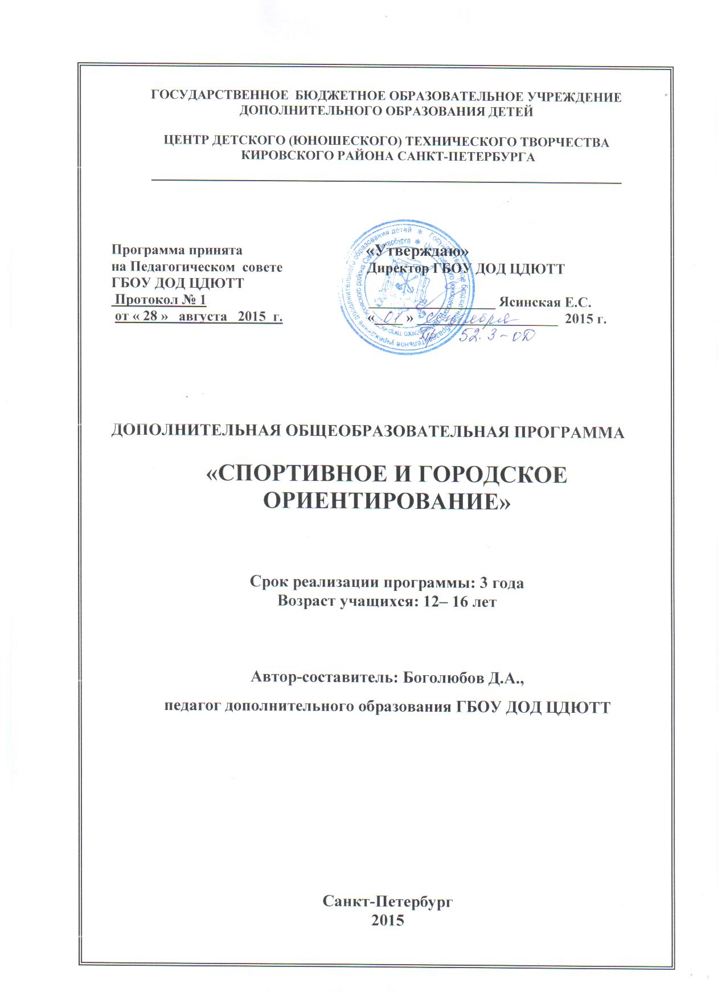 ГОСУДАРСТВЕННОЕ БЮДЖЕТНОЕ ОБРАЗОВАТЕЛЬНОЕ УЧРЕЖДЕНИЕ
ДОПОЛНИТЕЛЬНОГО ОБРАЗОВАНИЯ ДЕТЕЙ
ЦЕНТР ДЕТСКОГО (ЮНОШЕСКОГО) ТЕХНИЧЕСКОГО ТВОРЧЕСТВА
КИРОВСКОГО РАЙОНА САНКТ-ПЕТЕРБУРГА
Программа принята
на Педагогическом совете
ГБОУ ДОД ЦДЮТТ
Протокол № 1
от « 28 » августа 2015 г.
«Утверждаю»
Директор ГБОУ ДОД ЦДЮТТ
Ясинская Е.С.
« 01 » сентября 2015 г.
52.3-ОД
ДОПОЛНИТЕЛЬНАЯ ОБЩЕОБРАЗОВАТЕЛЬНАЯ ПРОГРАММА
«СПОРТИВНОЕ И ГОРОДСКОЕ
ОРИЕНТИРОВАНИЕ»
Срок реализации программы: 3 года
Возраст учащихся: 12– 16 лет
Автор-составитель: Боголюбов Д.А.,
педагог дополнительного образования ГБОУ ДОД ЦДЮТТ
Санкт-Петербург
2015